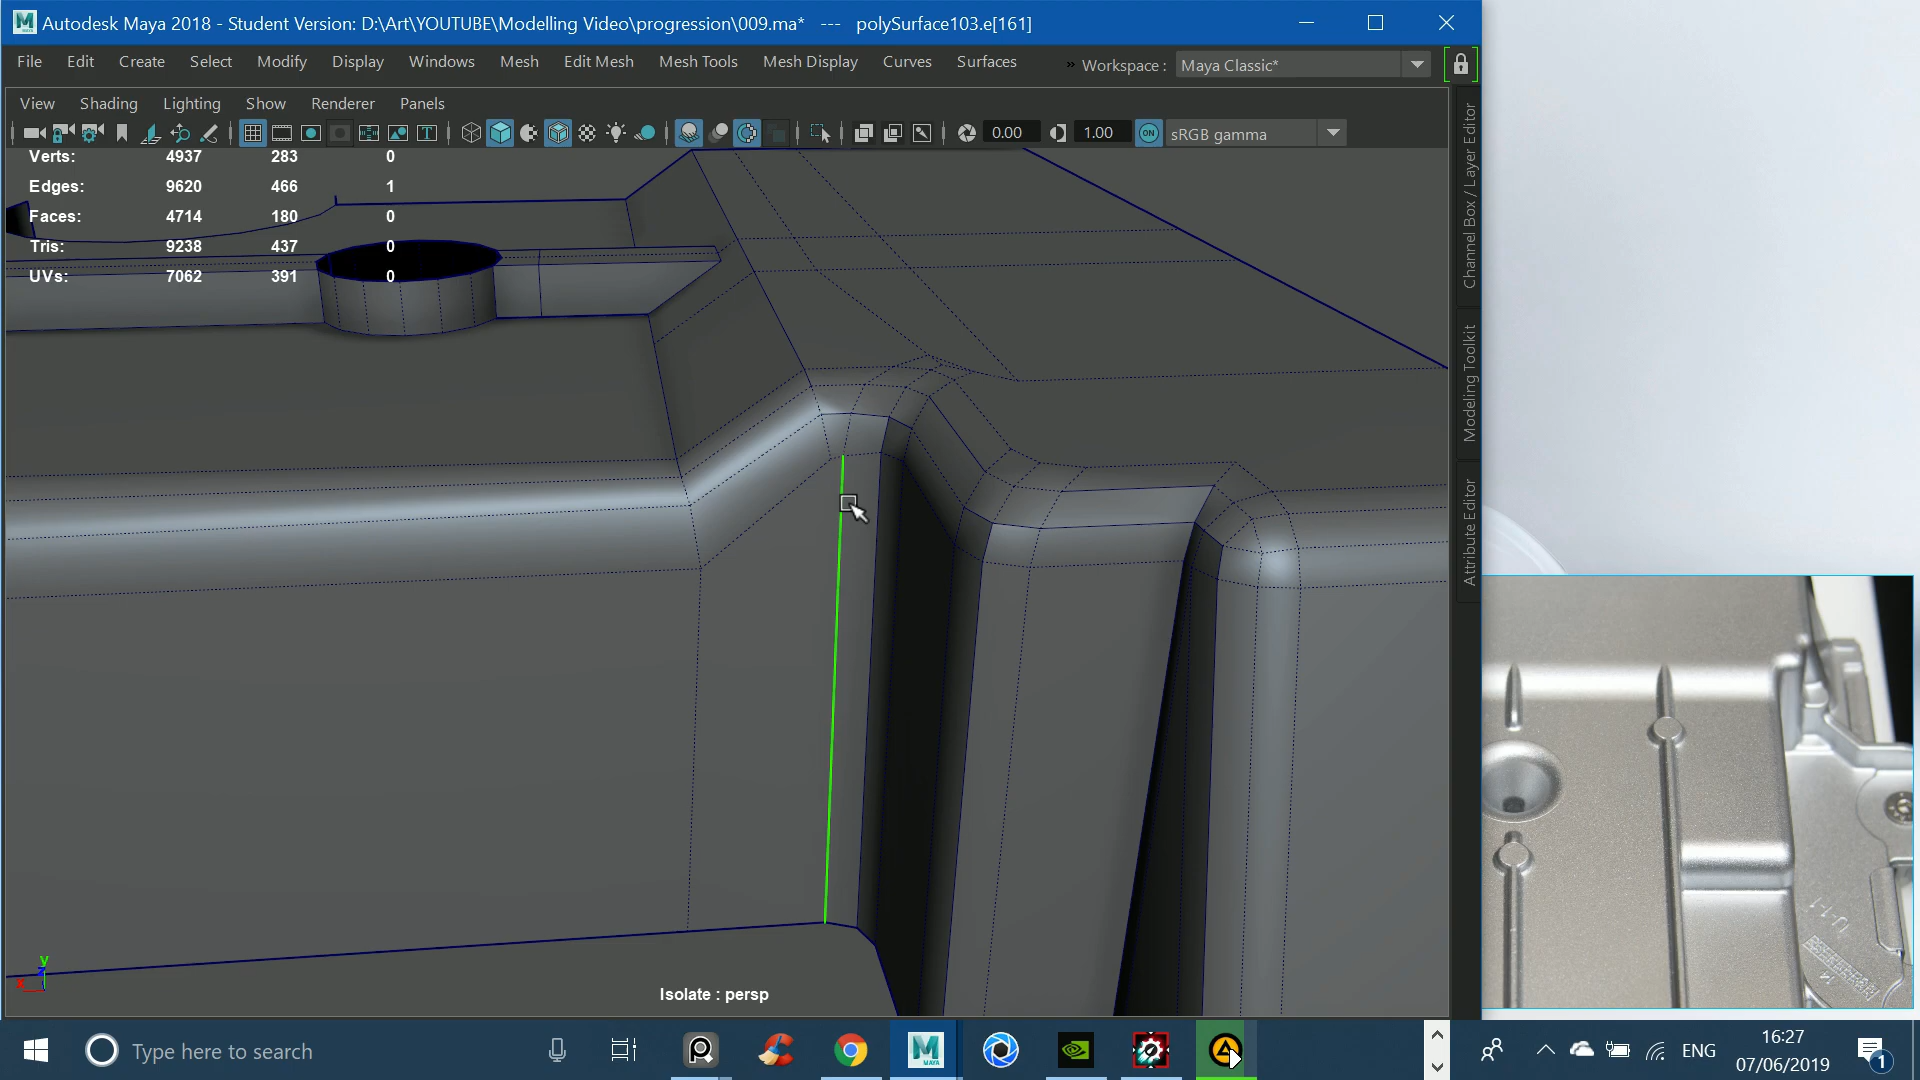 Autodesk Maya 2018 - Student Version: D:\Art\YOUTUBE\Modelling Video\progression\009.ma* --- polySurface103.e[161]
File Edit Create Select Modify Display Windows Mesh Edit Mesh Mesh Tools Mesh Display Curves Surfaces » Workspace : Maya Classic*
View Shading Lighting Show Renderer Panels
0.00 1.00 ON sRGB gamma
Verts: 4937 283 0
Edges: 9620 466 1
Faces: 4714 180 0
Tris: 9238 437 0
UVs: 7062 391 0
Channel Box / Layer Editor
Modeling Toolkit
Attribute Editor
y
z
x
Isolate : persp
Type here to search
MAYA
ENG
16:27
07/06/2019
1